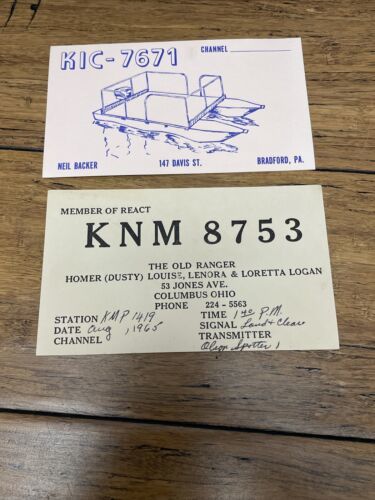 KIC-7671
CHANNEL
NEIL BACKER 147 DAVIS ST. BRADFORD, PA.
MEMBER OF REACT
KNM 8753
THE OLD RANGER
HOMER (DUSTY) LOUISE, LENORA & LORETTA LOGAN
53 JONES AVE.
COLUMBUS OHIO
PHONE 224-5563
STATION KMP 1419 TIME 1 40 P.M.
DATE Aug, 1965 SIGNAL Loud & Clear
CHANNEL TRANSMITTER